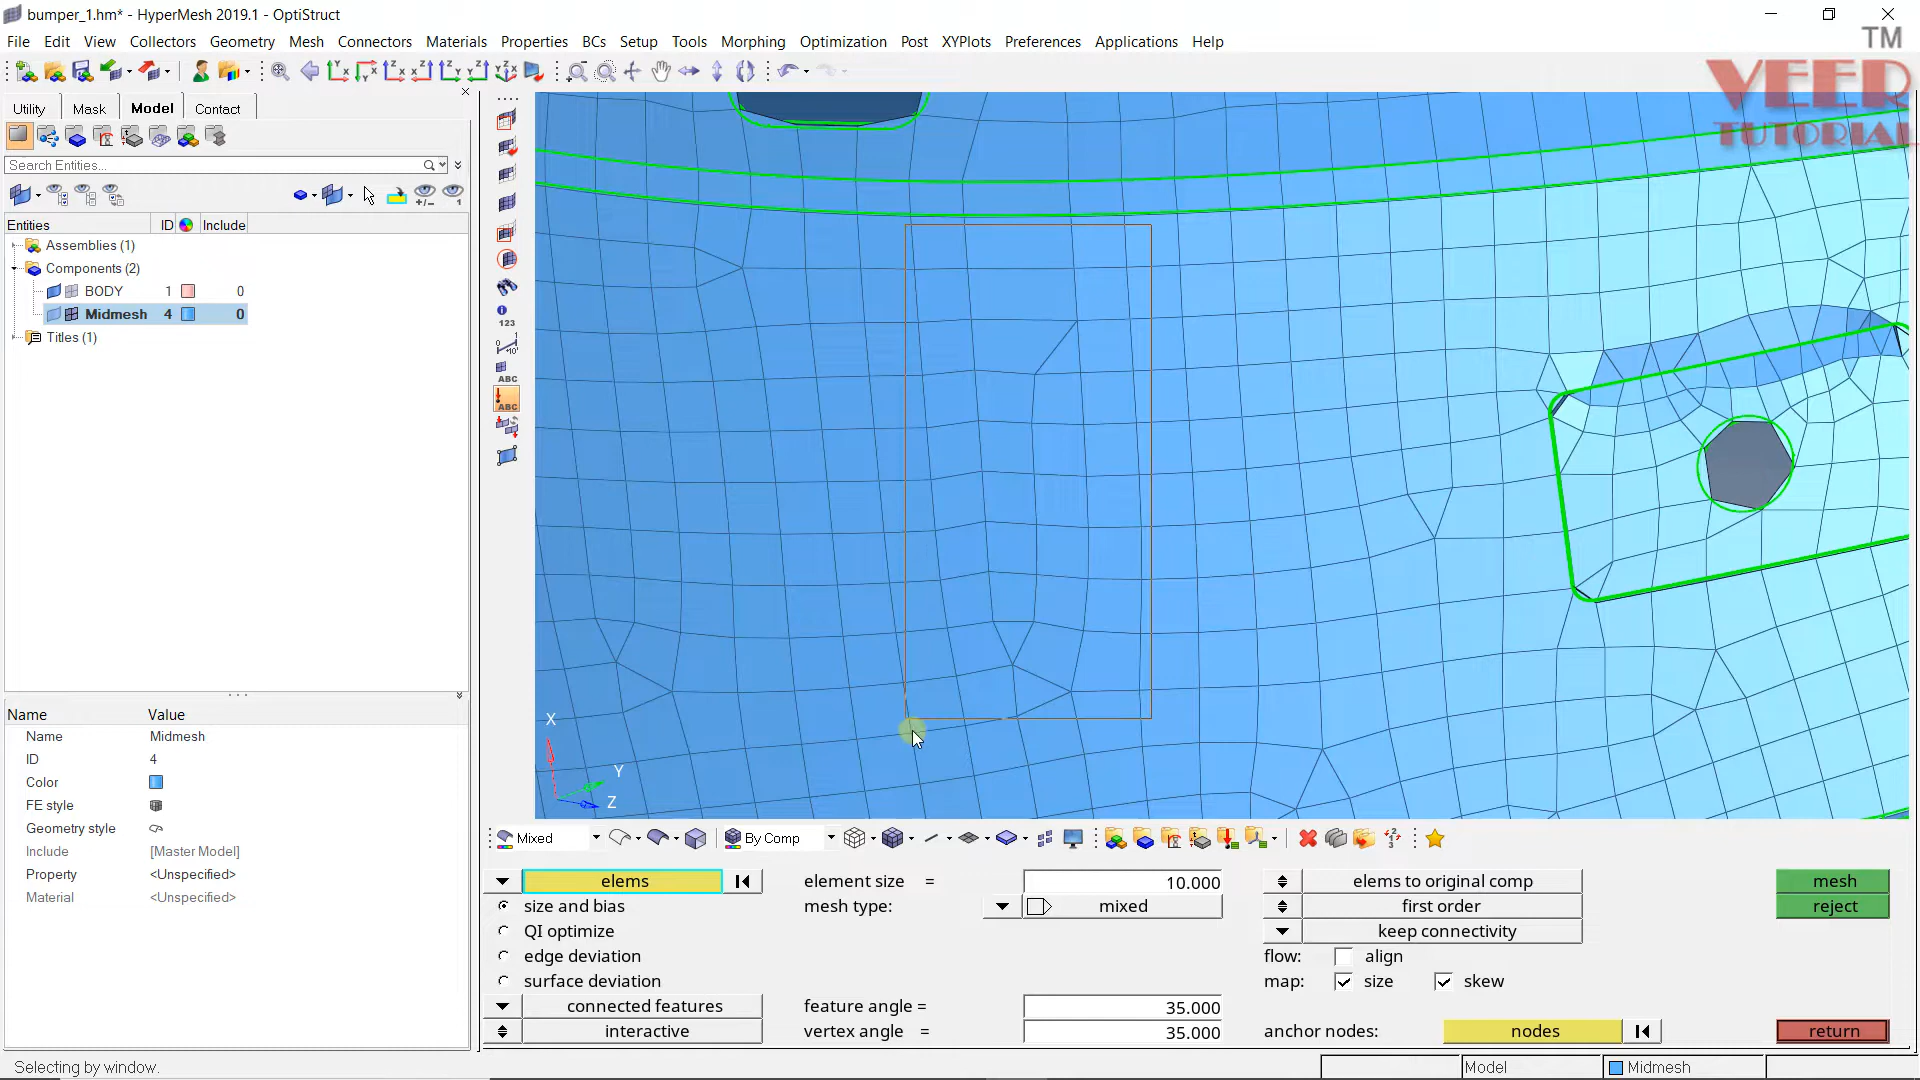 bumper_1.hm* - HyperMesh 2019.1 - OptiStruct
TM
File Edit View Collectors Geometry Mesh Connectors Materials Properties BCs Setup Tools Morphing Optimization Post XYPlots Preferences Applications Help
VEER
TUTORIAL
Utility Mask Model Contact
Search Entities...
Entities ID Include
Assemblies (1)
Components (2)
BODY 1 0
Midmesh 4 0
Titles (1)
123
ABC
ABC
Name Value
Name Midmesh
ID 4
Color
FE style
Geometry style
Include [Master Model]
Property <Unspecified>
Material <Unspecified>
X
Y
Z
Mixed By Comp
elems element size = 10.000 elems to original comp mesh
size and bias mesh type: mixed first order reject
QI optimize keep connectivity
edge deviation flow: align
surface deviation map: size skew
connected features feature angle = 35.000
interactive vertex angle = 35.000 anchor nodes: nodes return
Selecting by window. Model Midmesh